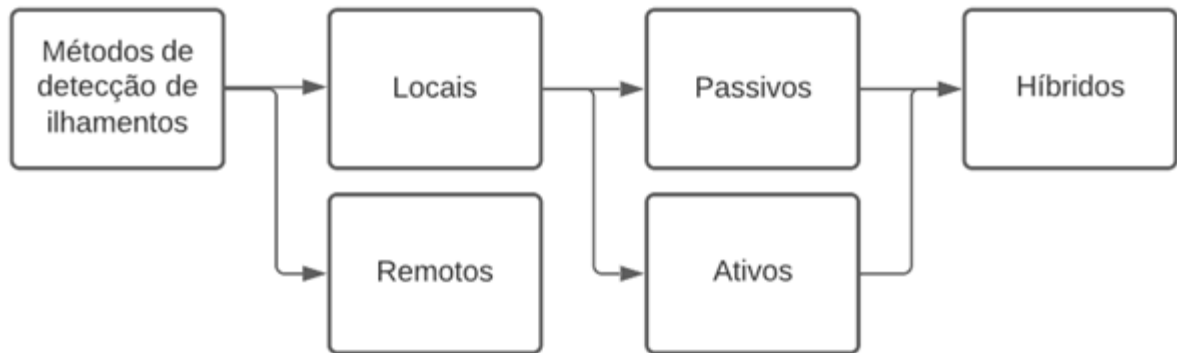 Métodos de
detecção de
ilhamentos
Locais
Passivos
Híbridos
Remotos
Ativos